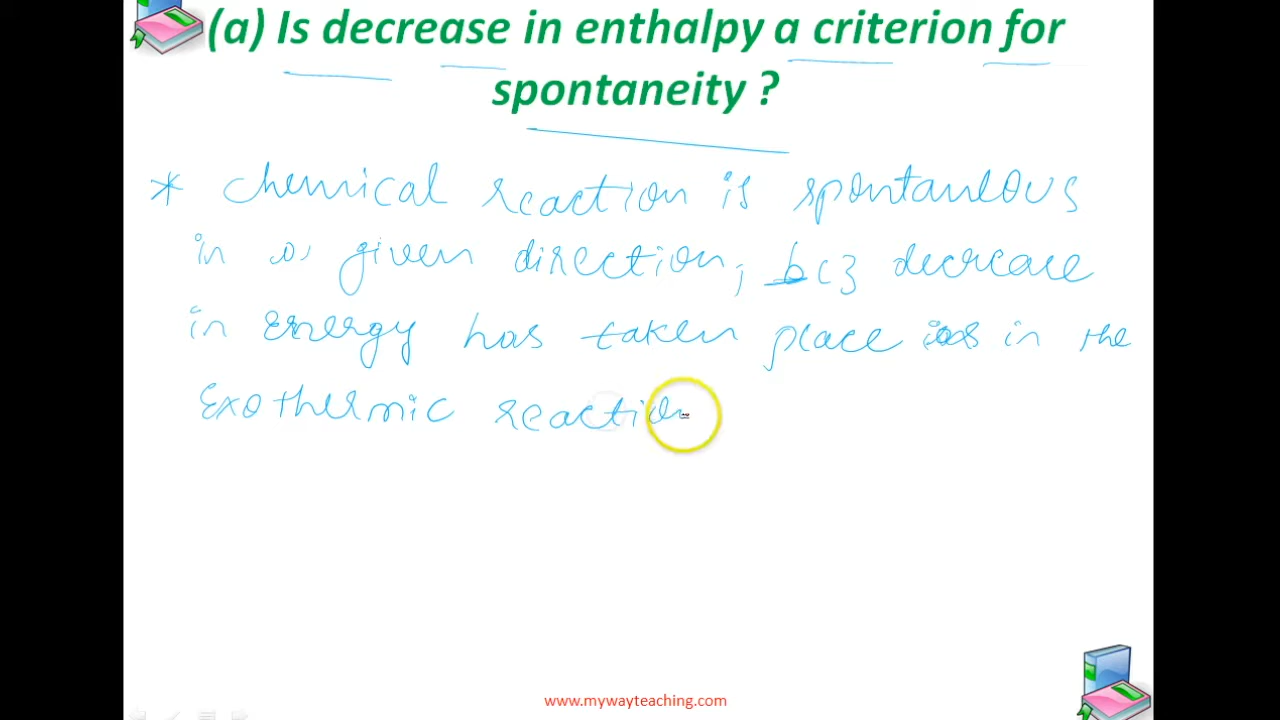 (a) Is decrease in enthalpy a criterion for
spontaneity ?
* chemical reaction is spontaneous
in a given direction, bcz decrease
in energy has taken place in the
Exothermic reaction
www.mywayteaching.com